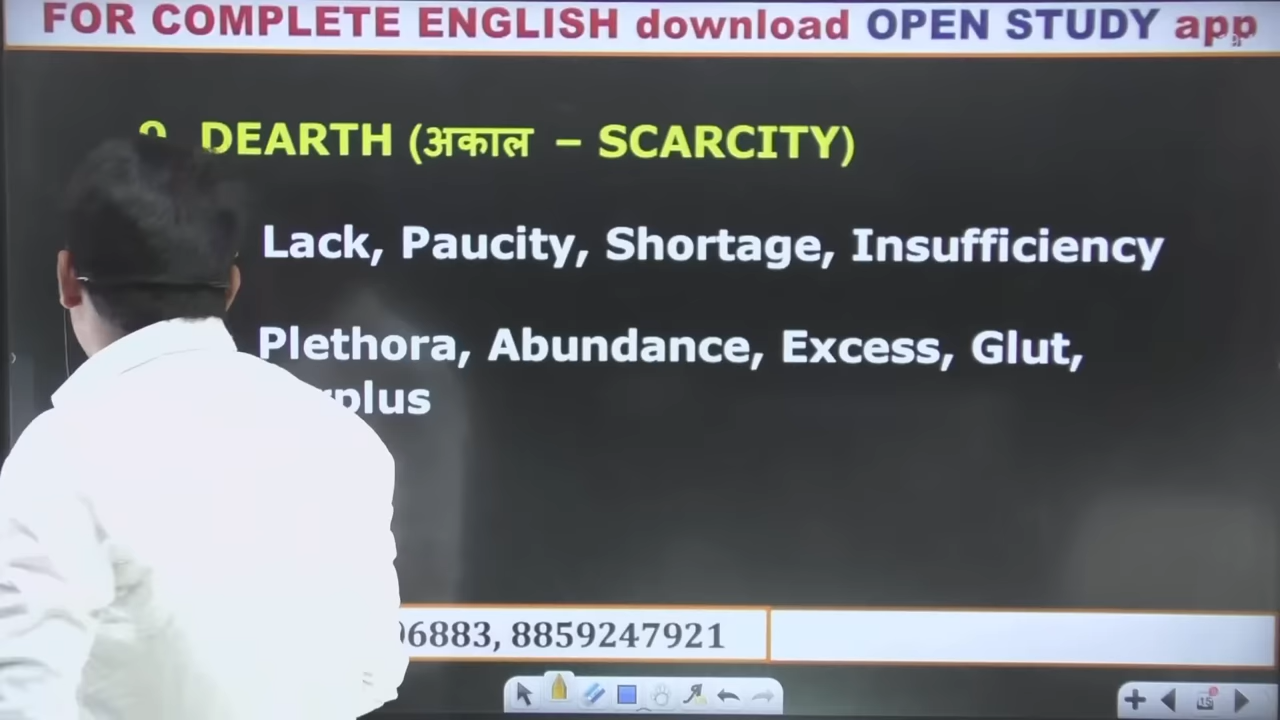 FOR COMPLETE ENGLISH download OPEN STUDY app
DEARTH (अकाल – SCARCITY)
Lack, Paucity, Shortage, Insufficiency
Plethora, Abundance, Excess, Glut,
rplus
06883, 8859247921